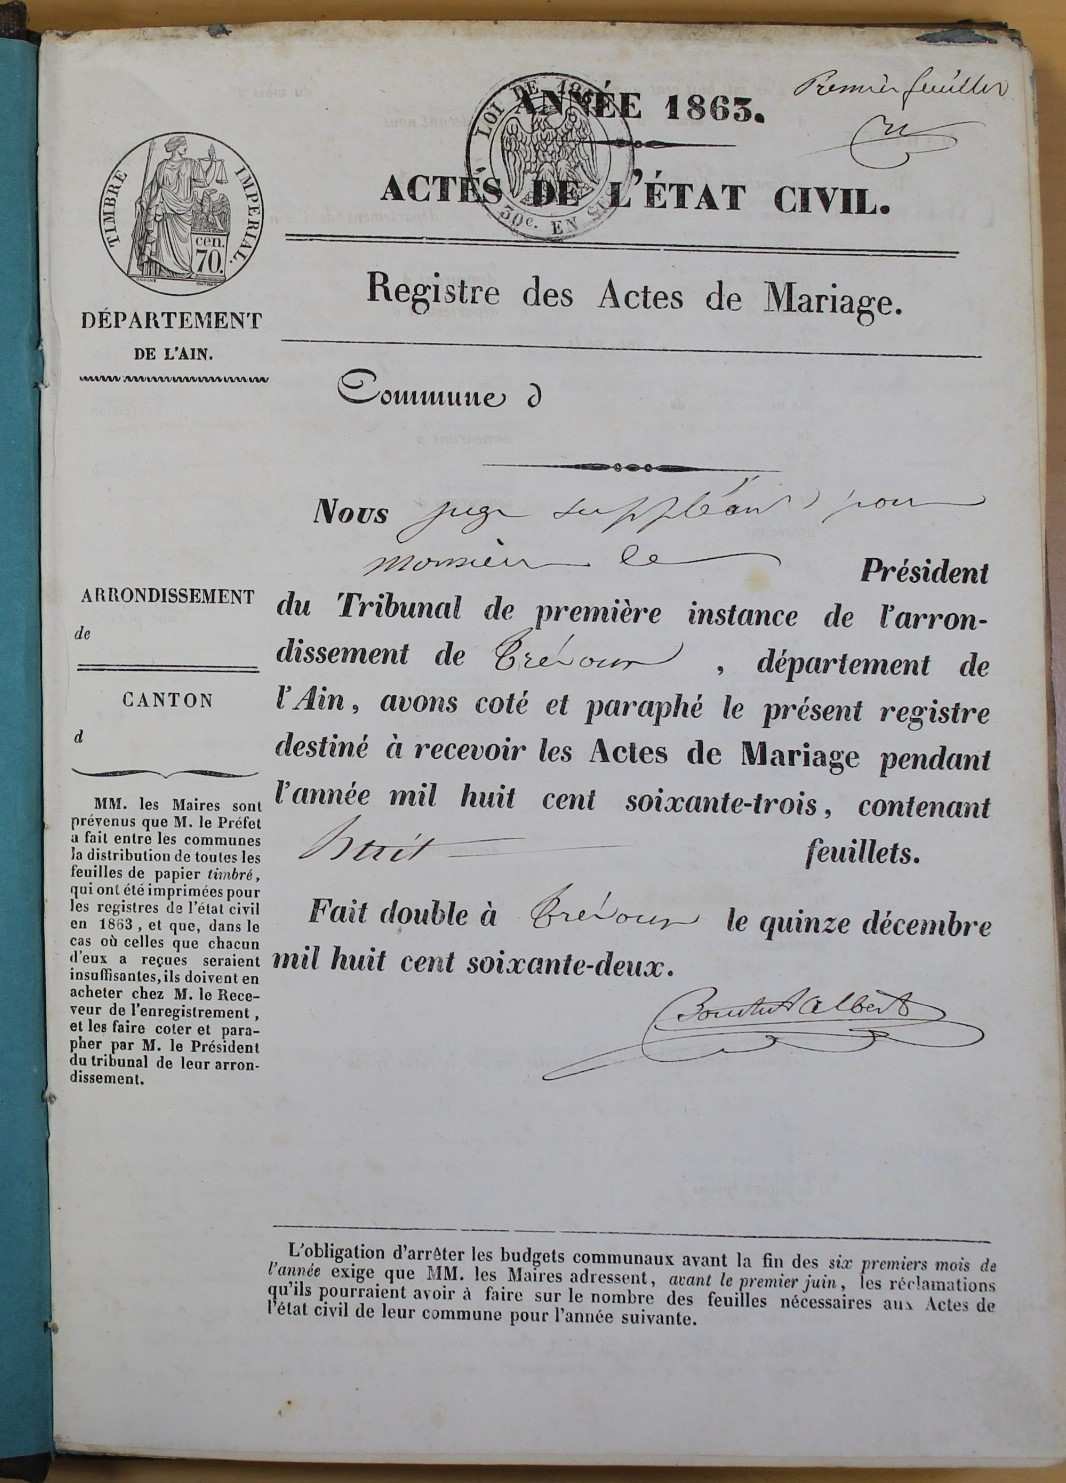 Premier feuillet
ANNÉE 1863.
LOI DE
50c. EN SUS
ACTES DE L'ÉTAT CIVIL.
TIMBRE IMPÉRIAL.
cen.
70.
Registre des Actes de Mariage.
DÉPARTEMENT
DE L'AIN.
Commune d
Nous juge suppléant pour
monsieur le Président
du Tribunal de première instance de l'arron-
dissement de Trévoux, département de
l'Ain, avons coté et paraphé le présent registre
destiné à recevoir les Actes de Mariage pendant
l'année mil huit cent soixante-trois, contenant
huit feuillets.
Fait double à Trévoux le quinze décembre
mil huit cent soixante-deux.
Albert
ARRONDISSEMENT
de
CANTON
d
MM. les Maires sont
prévenus que M. le Préfet
a fait entre les communes
la distribution de toutes les
feuilles de papier timbré,
qui ont été imprimées pour
les registres de l'état civil
en 1863, et que, dans le
cas où celles que chacun
d'eux a reçues seraient
insuffisantes, ils doivent en
acheter chez M. le Rece-
veur de l'enregistrement,
et les faire coter et para-
pher par M. le Président
du tribunal de leur arron-
dissement.
L'obligation d'arrêter les budgets communaux avant la fin des six premiers mois de
l'année exige que MM. les Maires adressent, avant le premier juin, les réclamations
qu'ils pourraient avoir à faire sur le nombre des feuilles nécessaires aux Actes de
l'état civil de leur commune pour l'année suivante.